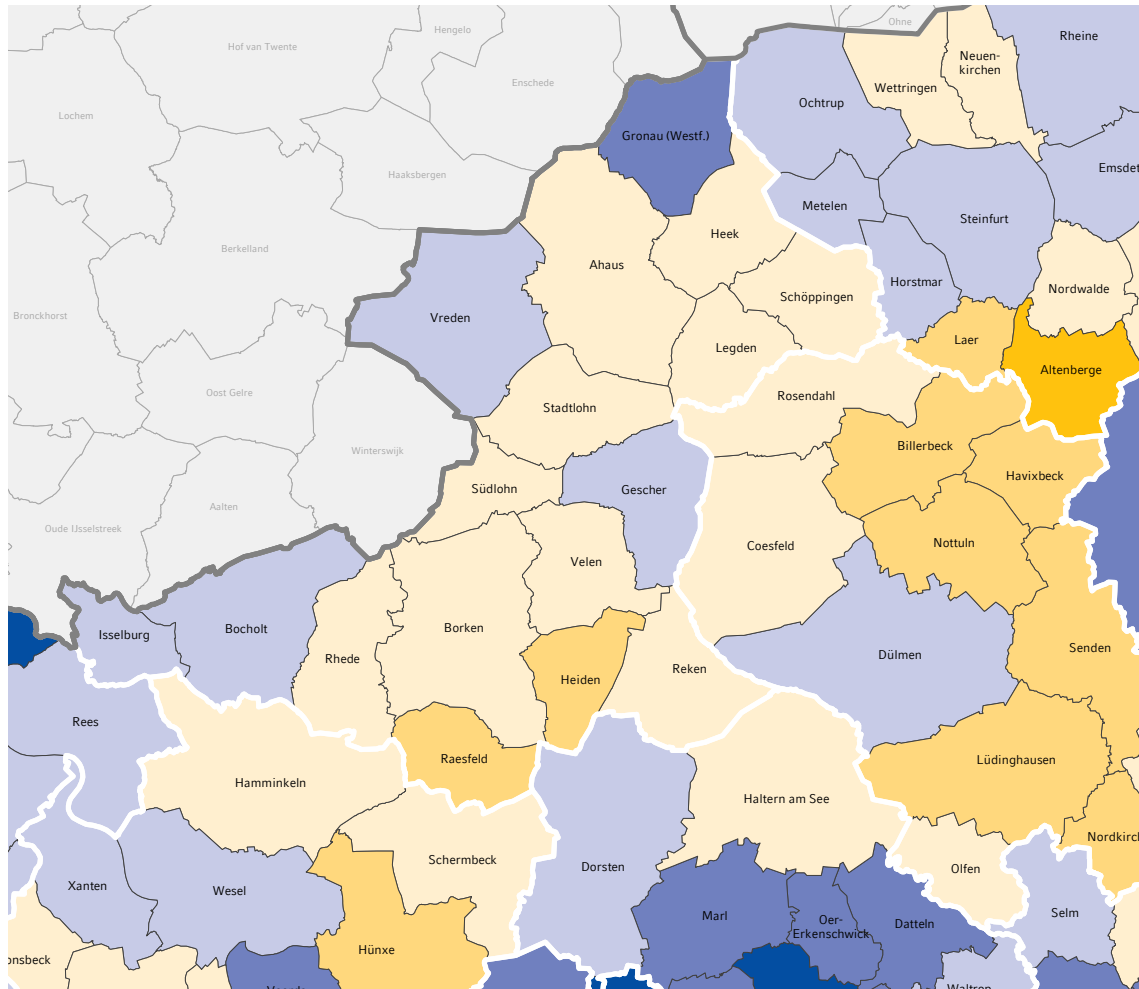 Ohne
Hengelo
Rheine
Hof van Twente
Neuen-
kirchen
Enschede
Wettringen
Ochtrup
Lochem
Gronau (Westf.)
Emsdet
Haaksbergen
Metelen
Steinfurt
Heek
Berkelland
Ahaus
Horstmar
Nordwalde
Schöppingen
Bronckhorst
Vreden
Laer
Legden
Altenberge
Oost Gelre
Rosendahl
Stadtlohn
Billerbeck
Winterswijk
Havixbeck
Südlohn
Gescher
Aalten
Oude IJsselstreek
Nottuln
Coesfeld
Velen
Bocholt
Borken
Isselburg
Senden
Dülmen
Rhede
Reken
Heiden
Rees
Raesfeld
Lüdinghausen
Hamminkeln
Haltern am See
Nordkirch
Schermbeck
Dorsten
Olfen
Xanten
Wesel
Selm
Marl
Oer-
Erkenschwick
Datteln
Hünxe
onsbeck
Waltrop
Voerde